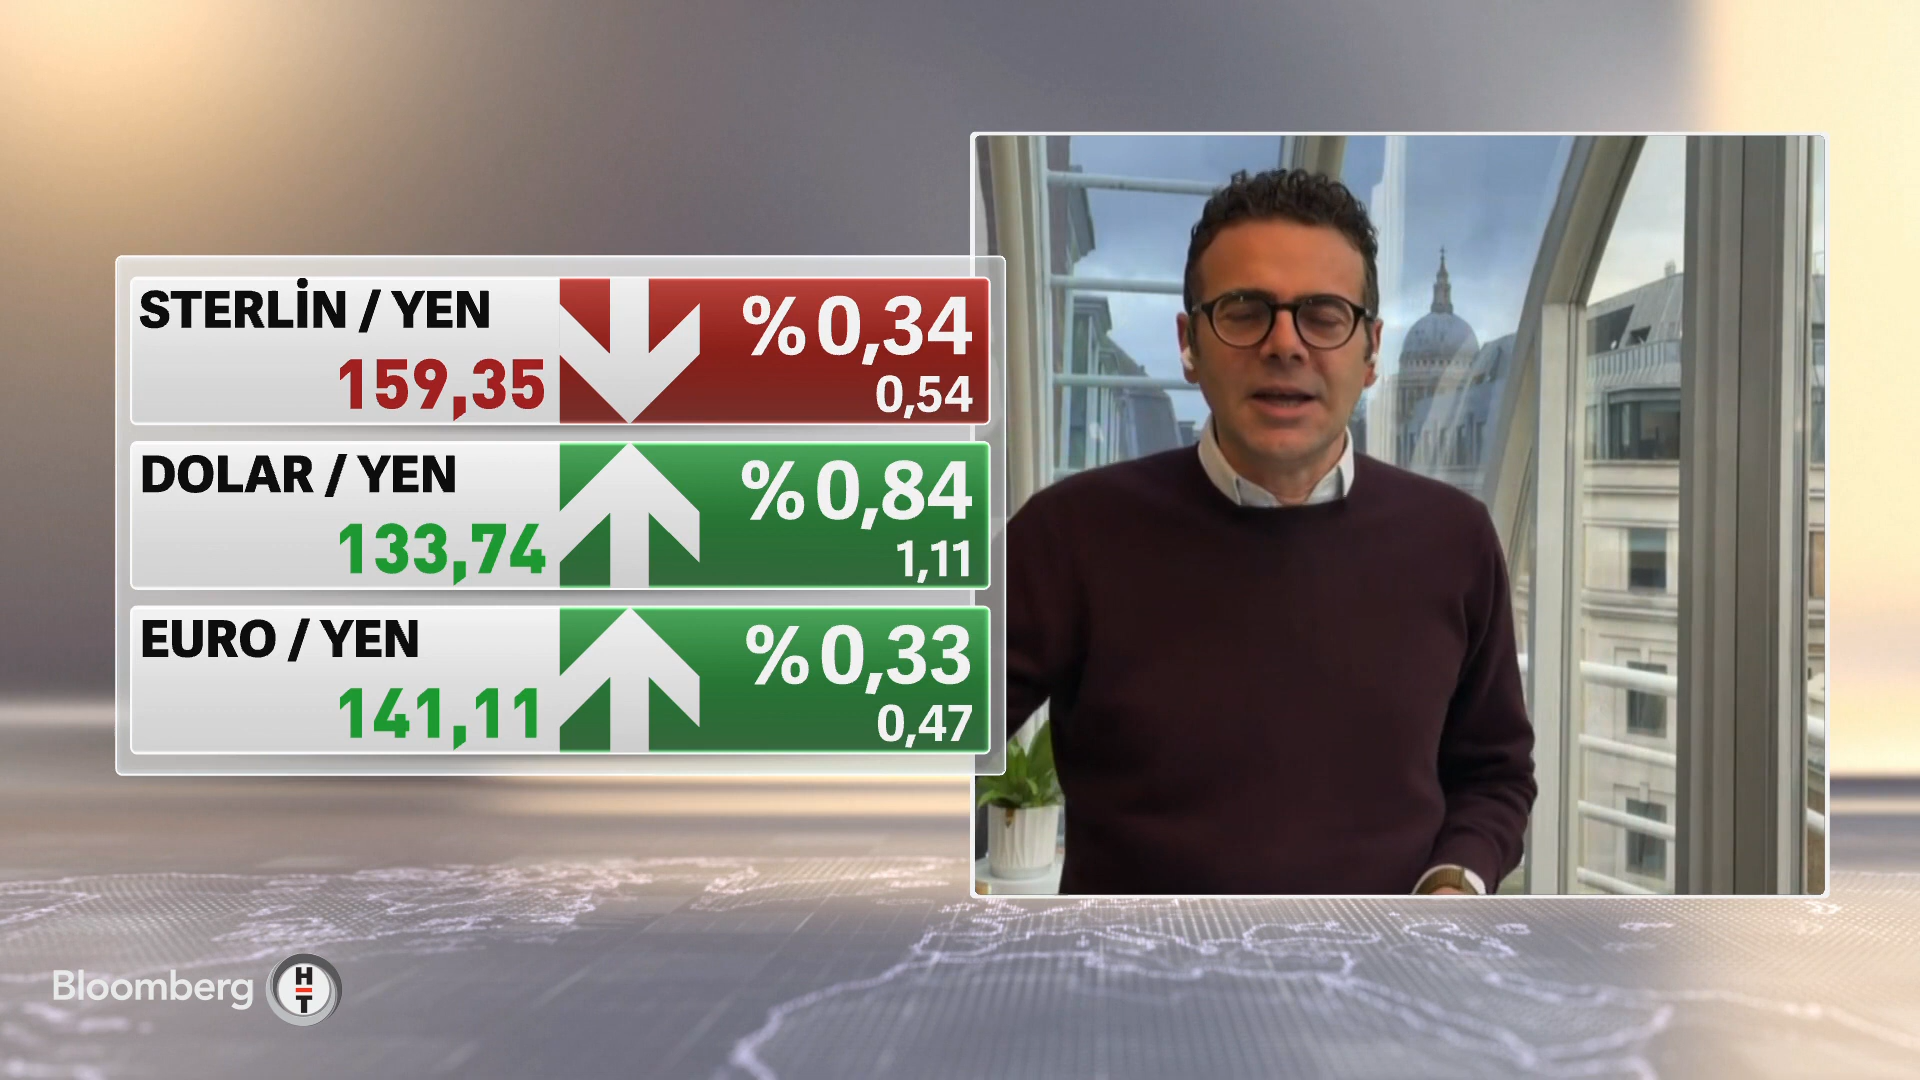 STERLİN / YEN
159,35
%0,34
0,54
DOLAR / YEN
133,74
%0,84
1,11
EURO / YEN
141,11
%0,33
0,47
Bloomberg HT